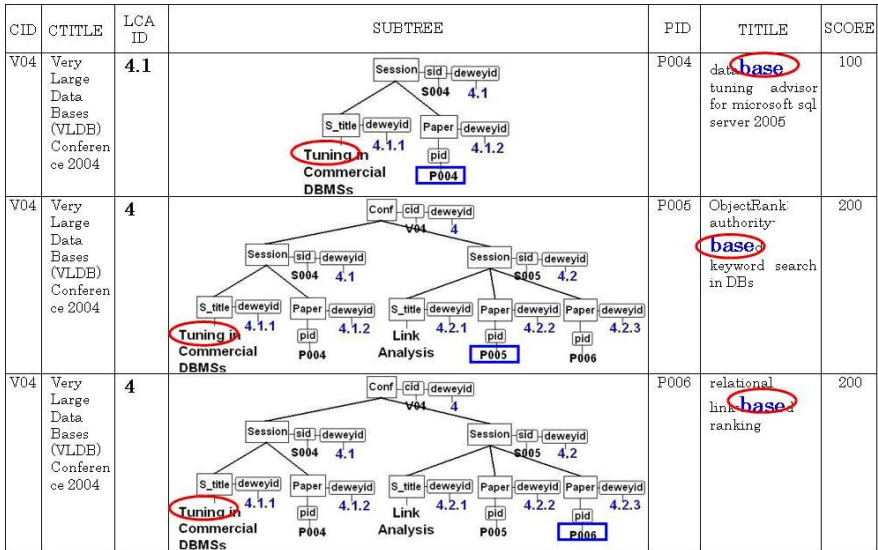 CID CTITLE LCA ID SUBTREE PID TITILE SCORE
V04 Very Large Data Bases (VLDB) Conferen ce 2004
4.1
Session sid deweyid
S004 4.1
S_title deweyid Paper deweyid
4.1.1 4.1.2
Tuning in pid
Commercial P004
DBMSs
P004
database
tuning advisor
for microsoft sql
server 2005
100
V04 Very Large Data Bases (VLDB) Conferen ce 2004
4
Conf cid deweyid
V04 4
Session sid deweyid Session sid deweyid
S004 4.1 S005 4.2
S_title deweyid Paper deweyid S_title deweyid Paper deweyid Paper deweyid
4.1.1 4.1.2 4.2.1 4.2.2 4.2.3
Tuning in pid Link pid pid
Commercial P004 Analysis P005 P006
DBMSs
P005
ObjectRank:
authority-
based
keyword search
in DBs
200
V04 Very Large Data Bases (VLDB) Conferen ce 2004
4
Conf cid deweyid
V04 4
Session sid deweyid Session sid deweyid
S004 4.1 S005 4.2
S_title deweyid Paper deweyid S_title deweyid Paper deweyid Paper deweyid
4.1.1 4.1.2 4.2.1 4.2.2 4.2.3
Tuning in pid Link pid pid
Commercial P004 Analysis P005 P006
DBMSs
P006
relational
link-based
ranking
200